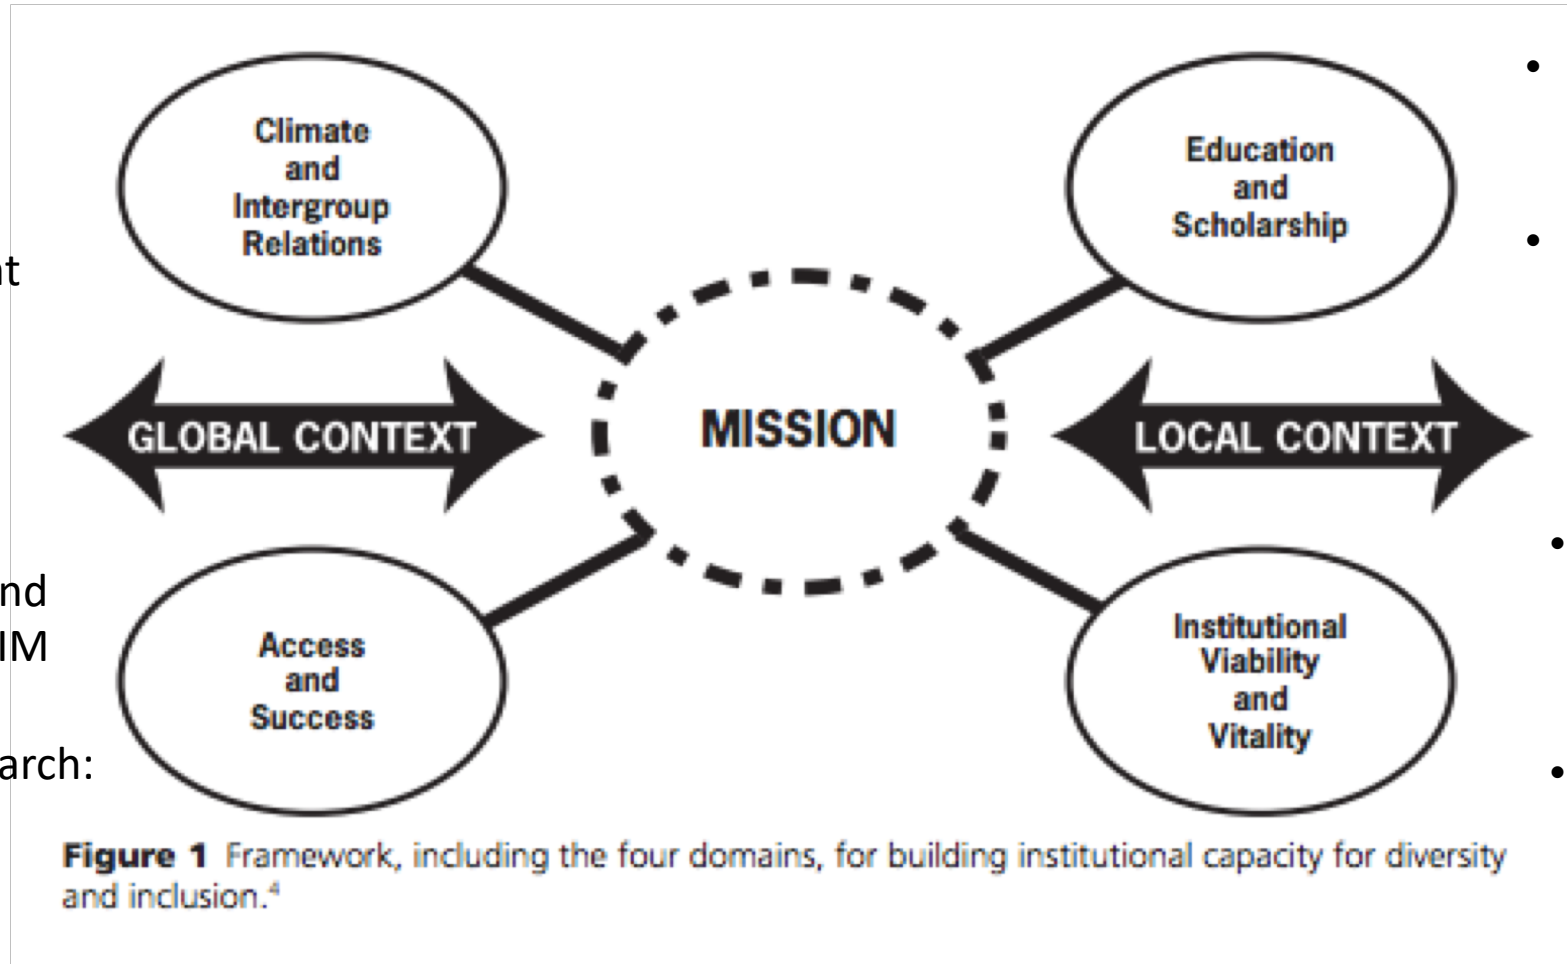 Climate
and
Intergroup
Relations
Education
and
Scholarship
GLOBAL CONTEXT
MISSION
LOCAL CONTEXT
Access
and
Success
Institutional
Viability
and
Vitality
arch:
Figure 1 Framework, including the four domains, for building institutional capacity for diversity
and inclusion.⁴